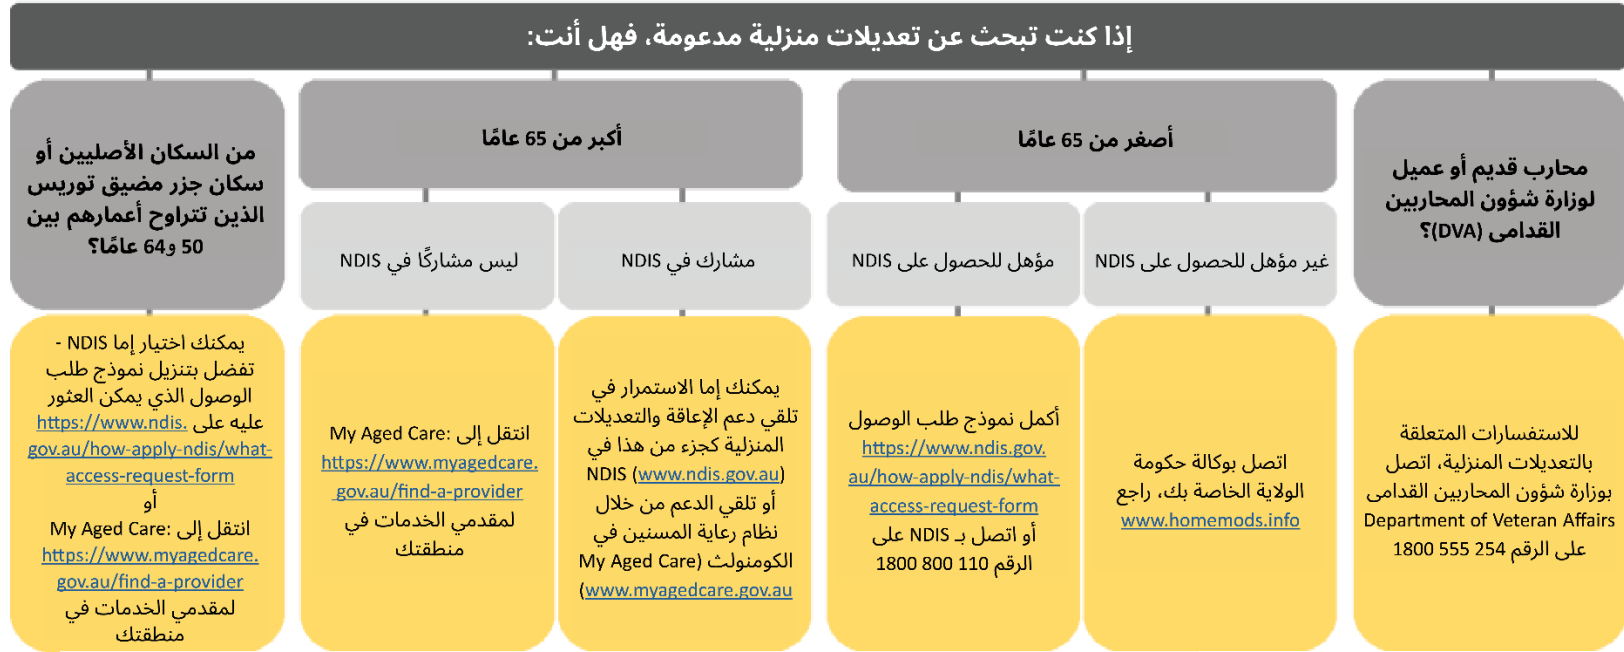 إذا كنت تبحث عن تعديلات منزلية مدعومة، فهل أنت:
محارب قديم أو عميل
لوزارة شؤون المحاربين
القدامى (DVA)؟
للاستفسارات المتعلقة
بالتعديلات المنزلية، اتصل
بوزارة شؤون المحاربين القدامى
Department of Veteran Affairs
على الرقم 1800 555 254
أصغر من 65 عامًا
غير مؤهل للحصول على NDIS
اتصل بوكالة حكومة
الولاية الخاصة بك، راجع
www.homemods.info
مؤهل للحصول على NDIS
أكمل نموذج طلب الوصول
https://www.ndis.gov.
au/how-apply-ndis/what-
access-request-form
أو اتصل بـ NDIS على
الرقم 1800 800 110
أكبر من 65 عامًا
مشارك في NDIS
يمكنك إما الاستمرار في
تلقي دعم الإعاقة والتعديلات
المنزلية كجزء من هذا في
NDIS (www.ndis.gov.au)
أو تلقي الدعم من خلال
نظام رعاية المسنين في
الكومنولث (My Aged Care
(www.myagedcare.gov.au
ليس مشاركًا في NDIS
انتقل إلى: My Aged Care
https://www.myagedcare.
gov.au/find-a-provider
لمقدمي الخدمات في
منطقتك
من السكان الأصليين أو
سكان جزر مضيق توريس
الذين تتراوح أعمارهم بين
50 و64 عامًا؟
يمكنك اختيار إما NDIS -
تفضل بتنزيل نموذج طلب
الوصول الذي يمكن العثور
عليه على https://www.ndis.
gov.au/how-apply-ndis/what-
access-request-form
أو
انتقل إلى: My Aged Care
https://www.myagedcare.
gov.au/find-a-provider
لمقدمي الخدمات في
منطقتك